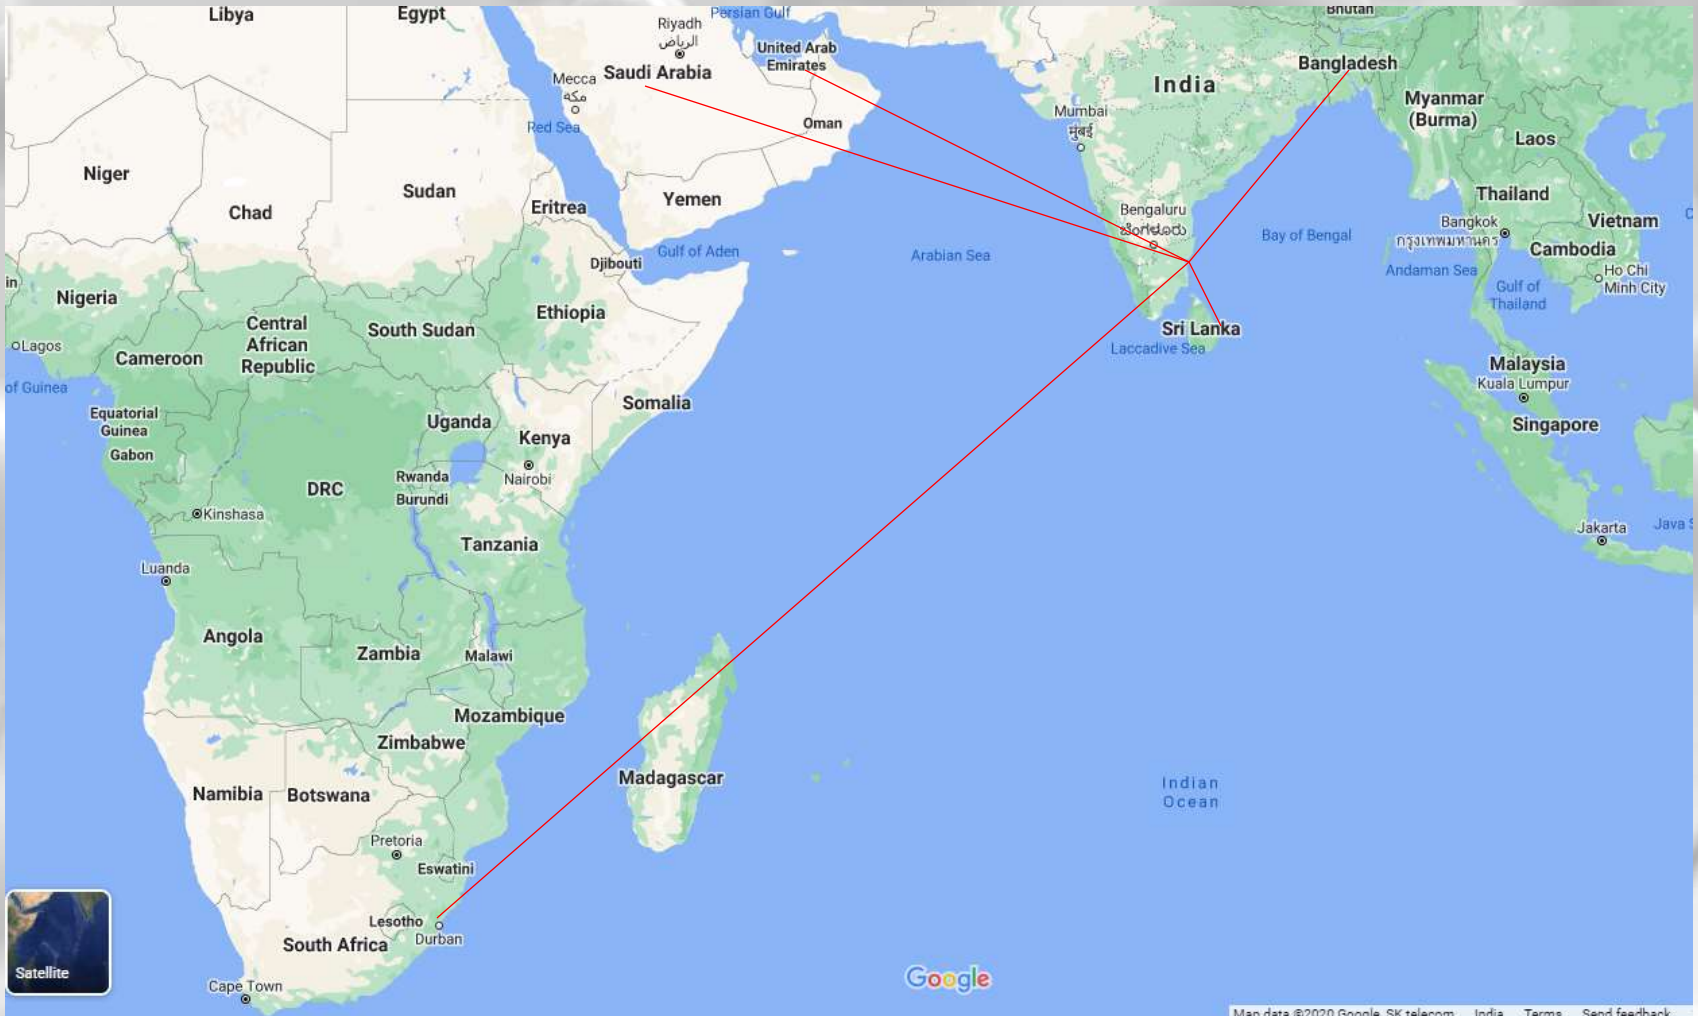 Libya
Egypt
Riyadh
الرياض
Persian Gulf
Bhutan
United Arab
Emirates
Saudi Arabia
Mecca
مكة
Bangladesh
India
Myanmar
(Burma)
Mumbai
मुंबई
Oman
Red Sea
Laos
Niger
Sudan
Yemen
Thailand
Chad
Eritrea
Bengaluru
ಬೆಂಗಳೂರು
Bangkok
กรุงเทพมหานคร
Vietnam
Bay of Bengal
Cambodia
Gulf of Aden
Arabian Sea
Djibouti
Andaman Sea
Ho Chi
Minh City
in
Nigeria
Gulf of
Thailand
Ethiopia
Central
African
Republic
South Sudan
Sri Lanka
Lagos
Cameroon
Laccadive Sea
Malaysia
Kuala Lumpur
of Guinea
Somalia
Equatorial
Guinea
Uganda
Kenya
Singapore
Gabon
Rwanda
Nairobi
DRC
Burundi
Kinshasa
Jakarta
Java S
Tanzania
Luanda
Angola
Zambia
Malawi
Mozambique
Zimbabwe
Madagascar
Indian
Ocean
Namibia
Botswana
Pretoria
Eswatini
Lesotho
Durban
South Africa
Satellite
Cape Town
Google
Map data ©2020 Google, SK telecom India Terms Send feedback